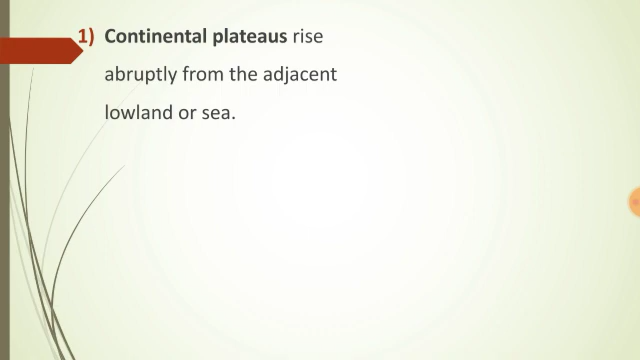 1) Continental plateaus rise
abruptly from the adjacent
lowland or sea.